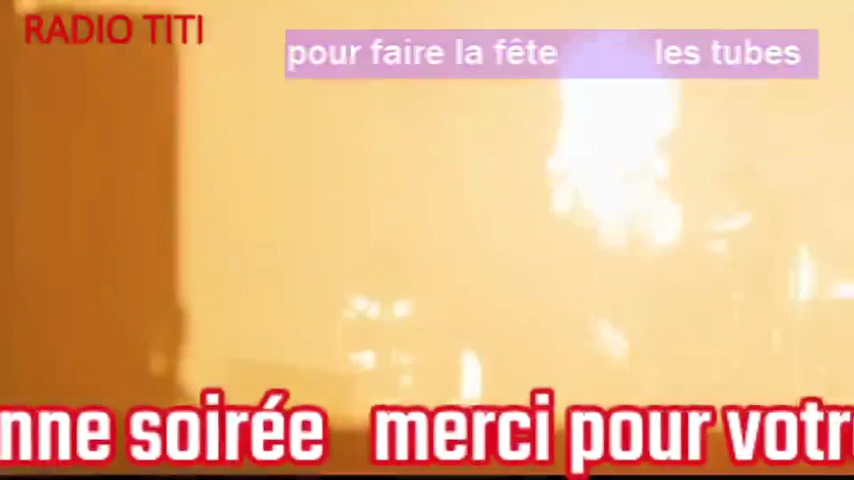 RADIO TITI
pour faire la fête les tubes
nne soirée merci pour votr